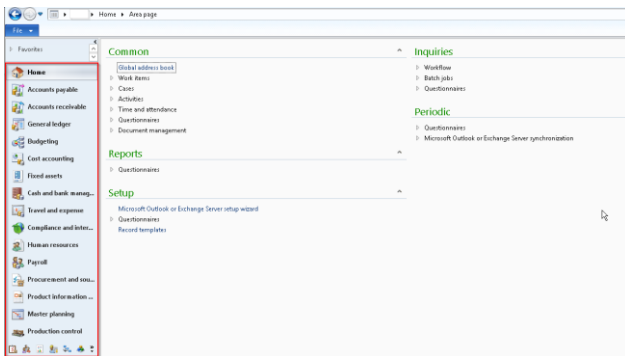 Home ▸ Area page
File
Favorites
Home
Accounts payable
Accounts receivable
General ledger
Budgeting
Cost accounting
Fixed assets
Cash and bank manag...
Travel and expense
Compliance and inter...
Human resources
Payroll
Procurement and sou...
Product information ...
Master planning
Production control
Common
Global address book
Work items
Cases
Activities
Time and attendance
Questionnaires
Document management
Reports
Questionnaires
Setup
Microsoft Outlook or Exchange Server setup wizard
Questionnaires
Record templates
Inquiries
Workflow
Batch jobs
Questionnaires
Periodic
Questionnaires
Microsoft Outlook or Exchange Server synchronization